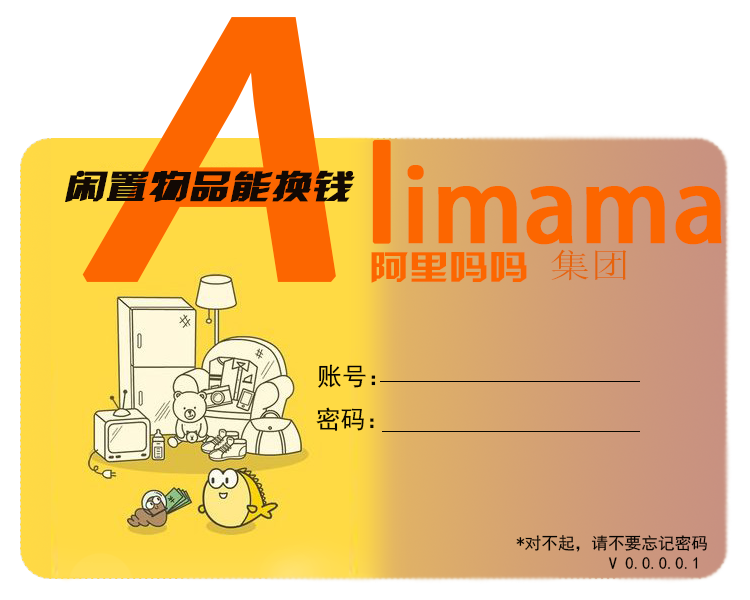 Alimama
闲置物品能换钱
阿里吗吗 集团
账号：
密码：
*对不起，请不要忘记密码
V 0.0.0.0.1